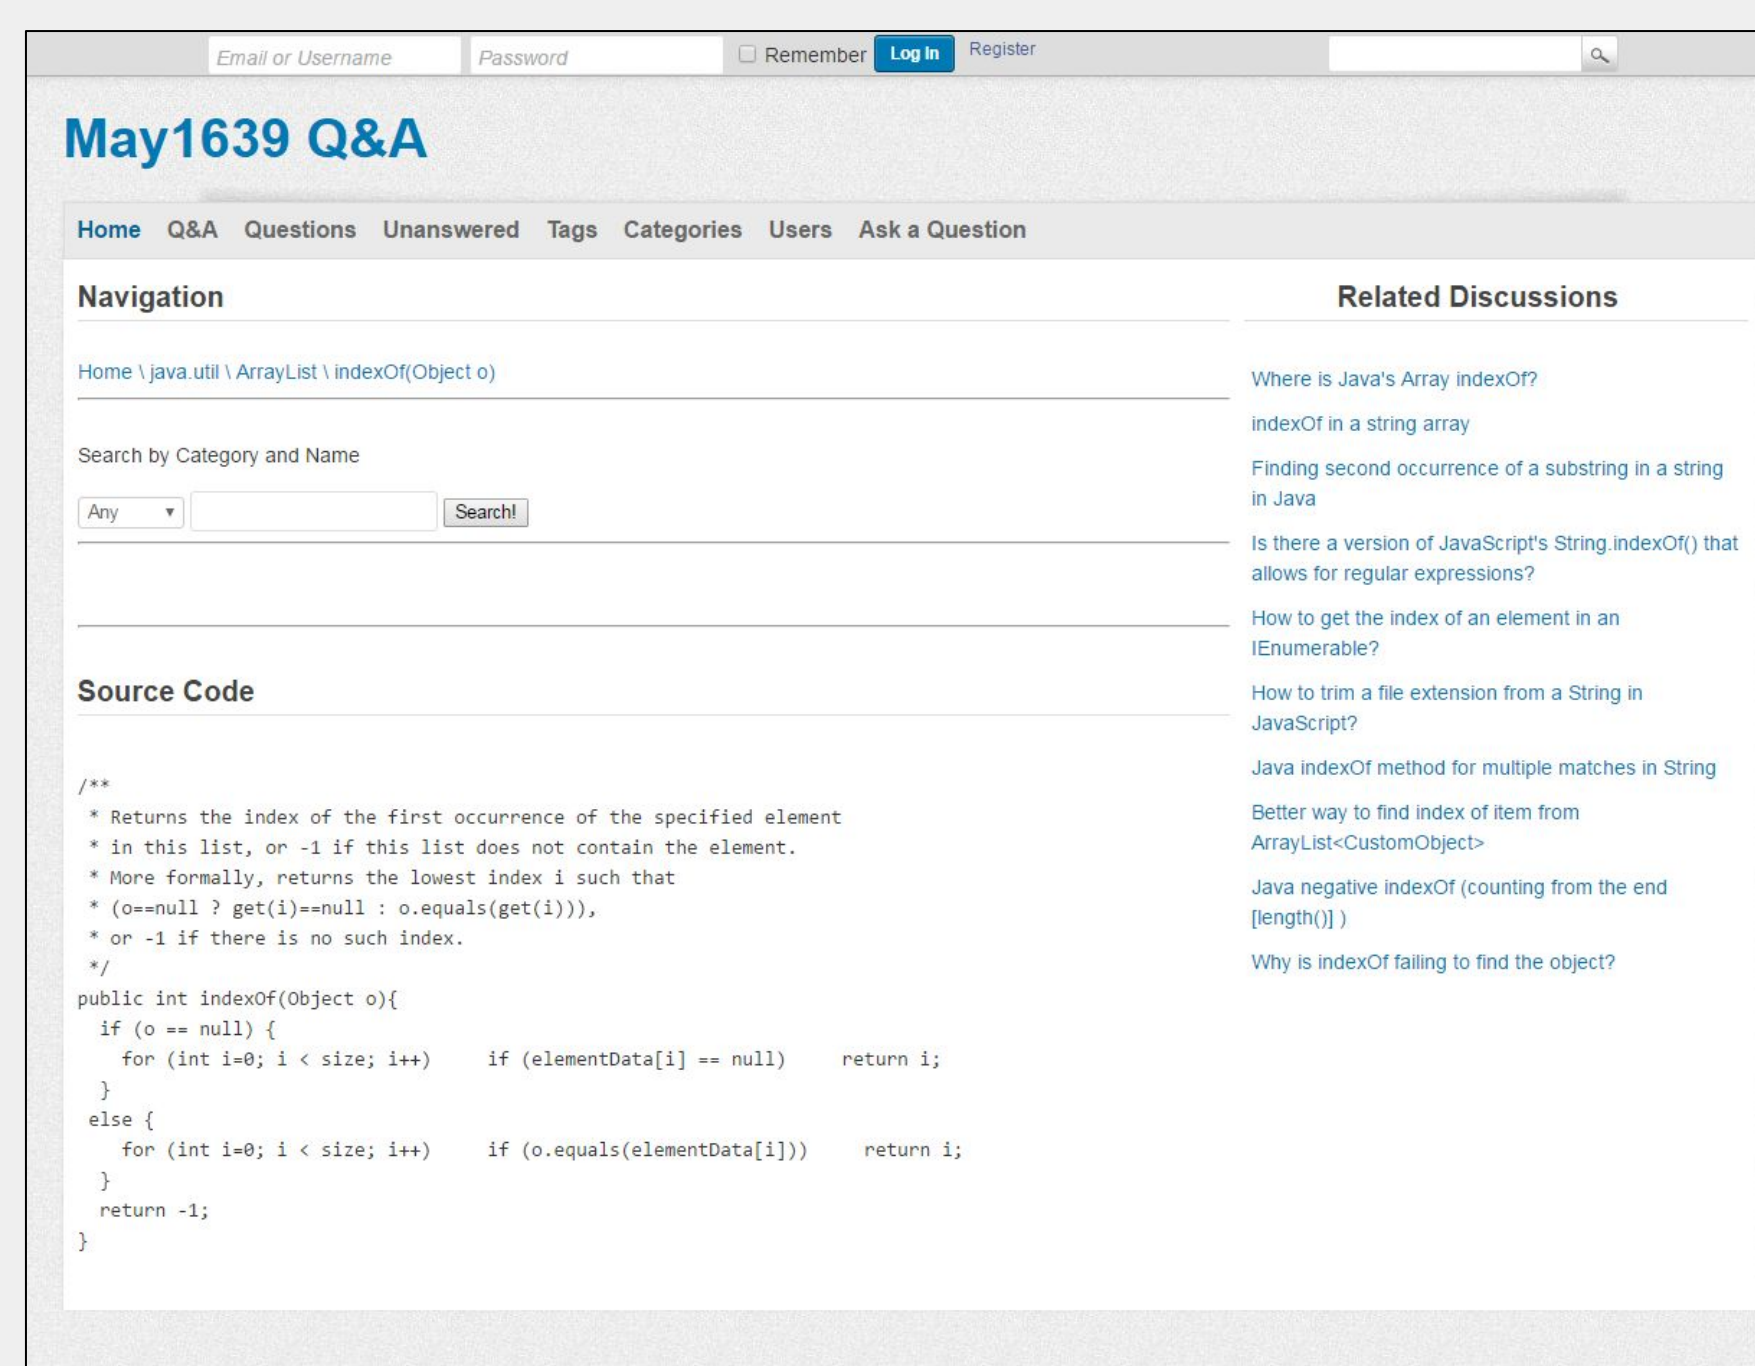 Email or Username Password Remember Log In Register
May1639 Q&A
Home Q&A Questions Unanswered Tags Categories Users Ask a Question
Navigation
Home \ java.util \ ArrayList \ indexOf(Object o)
Search by Category and Name
Any Search!
Source Code
/**
 * Returns the index of the first occurrence of the specified element
 * in this list, or -1 if this list does not contain the element.
 * More formally, returns the lowest index i such that
 * (o==null ? get(i)==null : o.equals(get(i))),
 * or -1 if there is no such index.
 */
public int indexOf(Object o){
  if (o == null) {
    for (int i=0; i < size; i++)     if (elementData[i] == null)     return i;
  }
 else {
    for (int i=0; i < size; i++)     if (o.equals(elementData[i]))     return i;
  }
  return -1;
}
Related Discussions
Where is Java's Array indexOf?
indexOf in a string array
Finding second occurrence of a substring in a string
in Java
Is there a version of JavaScript's String.indexOf() that
allows for regular expressions?
How to get the index of an element in an
IEnumerable?
How to trim a file extension from a String in
JavaScript?
Java indexOf method for multiple matches in String
Better way to find index of item from
ArrayList<CustomObject>
Java negative indexOf (counting from the end
[length()] )
Why is indexOf failing to find the object?